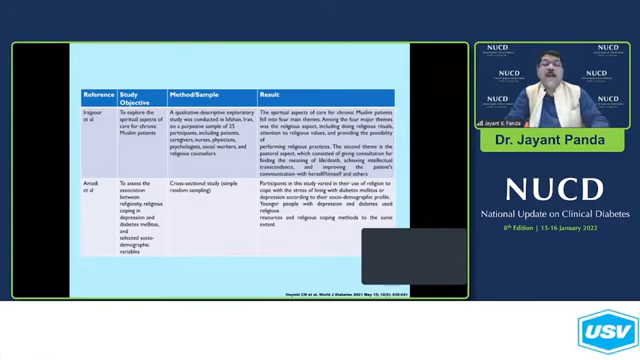 Reference
Study
Objective
Method/Sample
Result
Irajpour
et al
To explore the
spiritual aspects of
care for chronic
Muslim patients
A qualitative-descriptive exploratory
study was conducted in Isfahan, Iran,
on a purposive sample of 25
participants, including patients,
caregivers, nurses, physicians,
psychologists, social workers, and
religious counselors
The spiritual aspects of care for chronic Muslim patients
fell into four main themes. Among the four major themes
was the religious aspect, including doing religious rituals,
attention to religious values, and providing the possibility
of
performing religious practices. The second theme is the
pastoral aspect, which consisted of giving consultation for
finding the meaning of life/death, achieving intellectual
transcendence, and improving the patient's
communication with herself/himself and others
et al
To assess the
association
between
religiosity, religious
coping in
depression and
diabetes mellitus,
and
selected socio-
demographic
variables
Cross-sectional study (simple
random sampling)
Participants in this study varied in their use of religion to
cope with the stress of living with diabetes mellitus or
depression according to their socio-demographic profile.
Younger people with depression and diabetes used
religious
resources and religious coping methods to the same
extent
CN et al. World J Diabetes 2021 May 15; 12(5):
NUCD
NUCD
NUCD
NUCD
NUCD
Jayant K Panda
Dr. Jayant Panda
NUCD
National Update on Clinical Diabetes
8th Edition | 15-16 January 2022
USV